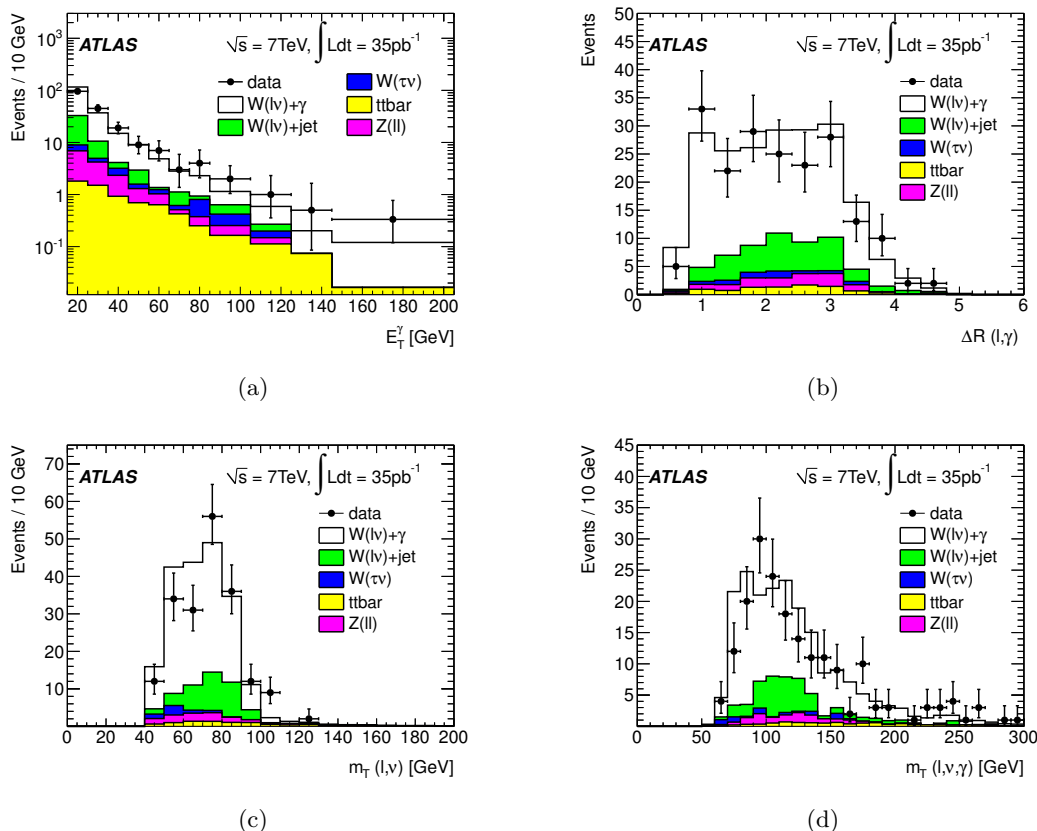 Events / 10 GeV
10³
10²
10
1
10⁻¹
ATLAS
√s = 7TeV, ∫Ldt = 35pb⁻¹
data
W(lν)+γ
W(lν)+jet
W(τν)
ttbar
Z(ll)
20 40 60 80 100 120 140 160 180 200
E_T^γ [GeV]
(a)
Events
50
45
40
35
30
25
20
15
10
5
0
ATLAS
√s = 7TeV, ∫Ldt = 35pb⁻¹
data
W(lν)+γ
W(lν)+jet
W(τν)
ttbar
Z(ll)
0 1 2 3 4 5 6
ΔR (l,γ)
(b)
Events / 10 GeV
70
60
50
40
30
20
10
ATLAS
√s = 7TeV, ∫Ldt = 35pb⁻¹
data
W(lν)+γ
W(lν)+jet
W(τν)
ttbar
Z(ll)
0 20 40 60 80 100 120 140 160 180 200
m_T (l,ν) [GeV]
(c)
Events / 10 GeV
45
40
35
30
25
20
15
10
5
0
ATLAS
√s = 7TeV, ∫Ldt = 35pb⁻¹
data
W(lν)+γ
W(lν)+jet
W(τν)
ttbar
Z(ll)
0 50 100 150 200 250 300
m_T (l,ν,γ) [GeV]
(d)